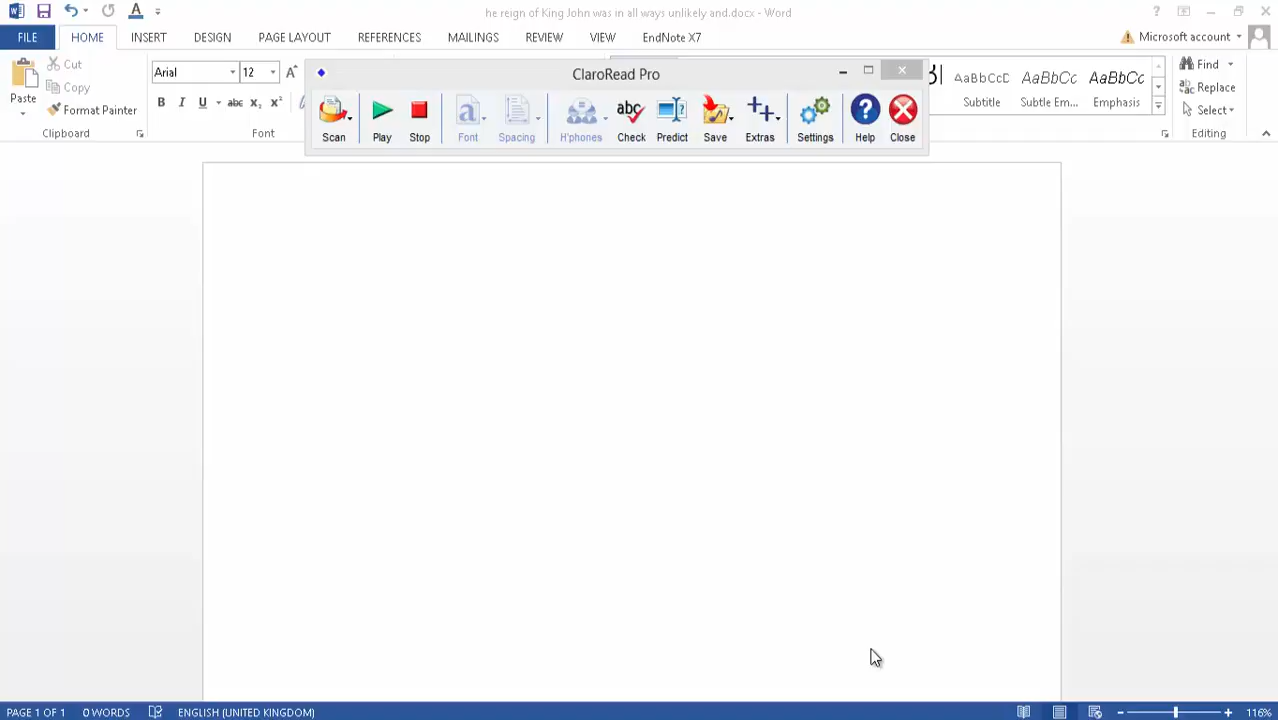 he reign of King John was in all ways unlikely and.docx - Word
?
FILE HOME INSERT DESIGN PAGE LAYOUT REFERENCES MAILINGS REVIEW VIEW EndNote X7 Microsoft account
Paste
Cut
Copy
Format Painter
Clipboard
Arial 12 A
B I U abc x₂ x²
Font
ClaroRead Pro
Scan Play Stop Font Spacing H'phones Check Predict Save Extras Settings Help Close
AaBbCcD AaBbCc AaBbCc
Subtitle Subtle Em... Emphasis
Find
Replace
Select
Editing
PAGE 1 OF 1 0 WORDS ENGLISH (UNITED KINGDOM) 116%